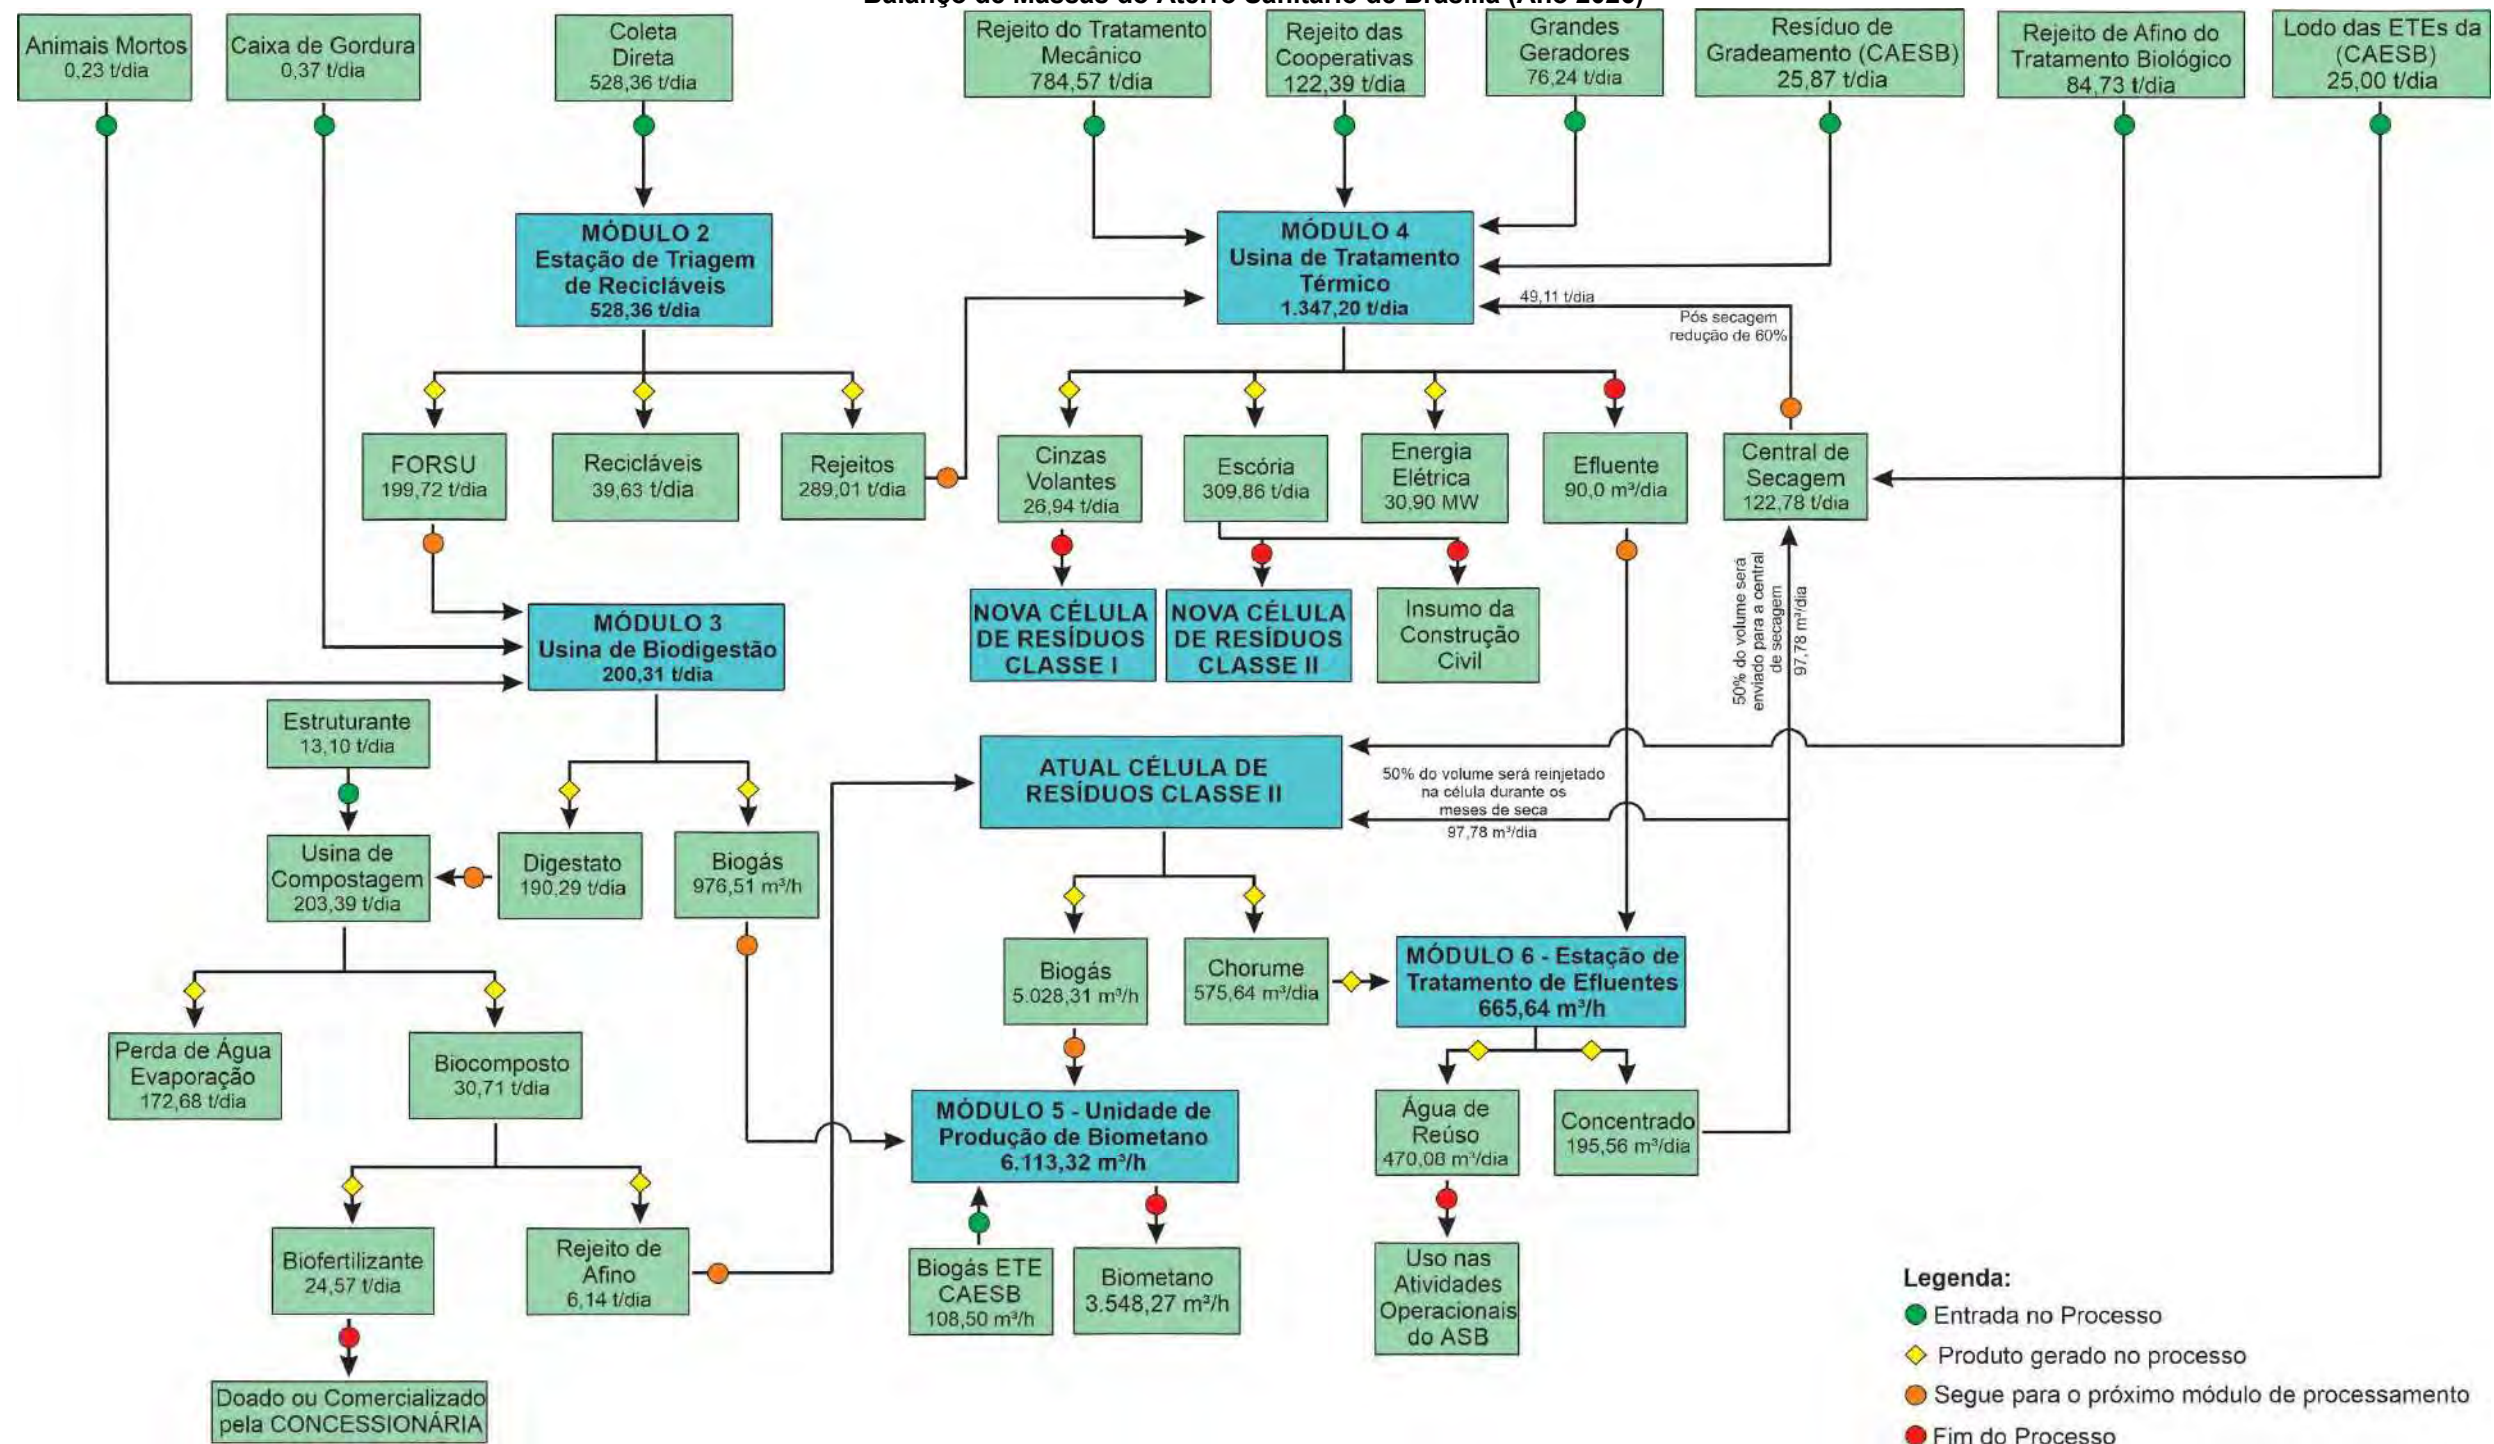 Balanço de Massas do Aterro Sanitário de Brasília
Animais Mortos
0,23 t/dia
Caixa de Gordura
0,37 t/dia
Coleta
Direta
528,36 t/dia
Rejeito do Tratamento
Mecânico
784,57 t/dia
Rejeito das
Cooperativas
122,39 t/dia
Grandes
Geradores
76,24 t/dia
Resíduo de
Gradeamento (CAESB)
25,87 t/dia
Rejeito de Afino do
Tratamento Biológico
84,73 t/dia
Lodo das ETEs da
(CAESB)
25,00 t/dia
MÓDULO 2
Estação de Triagem
de Recicláveis
528,36 t/dia
MÓDULO 4
Usina de Tratamento
Térmico
1.347,20 t/dia
49,11 t/dia
Pós secagem
redução de 60%
FORSU
199,72 t/dia
Recicláveis
39,63 t/dia
Rejeitos
289,01 t/dia
Cinzas
Volantes
26,94 t/dia
Escória
309,86 t/dia
Energia
Elétrica
30,90 MW
Efluente
90,0 m³/dia
Central de
Secagem
122,78 t/dia
50% do volume será
enviado para a central
de secagem
97,78 m³/dia
MÓDULO 3
Usina de Biodigestão
200,31 t/dia
NOVA CÉLULA
DE RESÍDUOS
CLASSE I
NOVA CÉLULA
DE RESÍDUOS
CLASSE II
Insumo da
Construção
Civil
Estruturante
13,10 t/dia
ATUAL CÉLULA DE
RESÍDUOS CLASSE II
50% do volume será reinjetado
na célula durante os
meses de seca
97,78 m³/dia
Usina de
Compostagem
203,39 t/dia
Digestato
190,29 t/dia
Biogás
976,51 m³/h
Biogás
5.028,31 m³/h
Chorume
575,64 m³/dia
MÓDULO 6 - Estação de
Tratamento de Efluentes
665,64 m³/h
Perda de Água
Evaporação
172,68 t/dia
Biocomposto
30,71 t/dia
MÓDULO 5 - Unidade de
Produção de Biometano
6.113,32 m³/h
Água de
Reúso
470,08 m³/dia
Concentrado
195,56 m³/dia
Biofertilizante
24,57 t/dia
Rejeito de
Afino
6,14 t/dia
Biogás ETE
CAESB
108,50 m³/h
Biometano
3.548,27 m³/h
Uso nas
Atividades
Operacionais
do ASB
Doado ou Comercializado
pela CONCESSIONÁRIA
Legenda:
Entrada no Processo
Produto gerado no processo
Segue para o próximo módulo de processamento
Fim do Processo